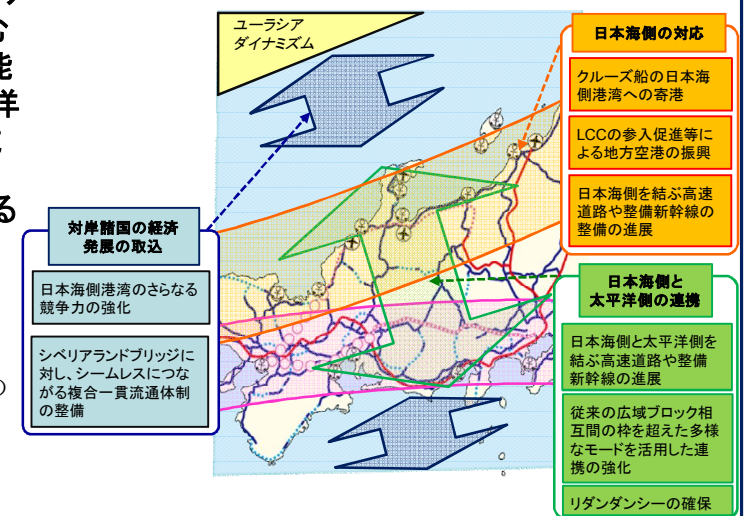 む
能
洋
る
の
ユーラシア
ダイナミズム
対岸諸国の経済
発展の取込
日本海側港湾のさらなる
競争力の強化
シベリアランドブリッジに
対し、シームレスにつな
がる複合一貫流通体制
の整備
日本海側の対応
クルーズ船の日本海
側港湾への寄港
LCCの参入促進等に
よる地方空港の振興
日本海側を結ぶ高速
道路や整備新幹線の
整備の進展
日本海側と
太平洋側の連携
日本海側と太平洋側を
結ぶ高速道路や整備
新幹線の進展
従来の広域ブロック相
互間の枠を超えた多様
なモードを活用した連
携の強化
リダンダンシーの確保